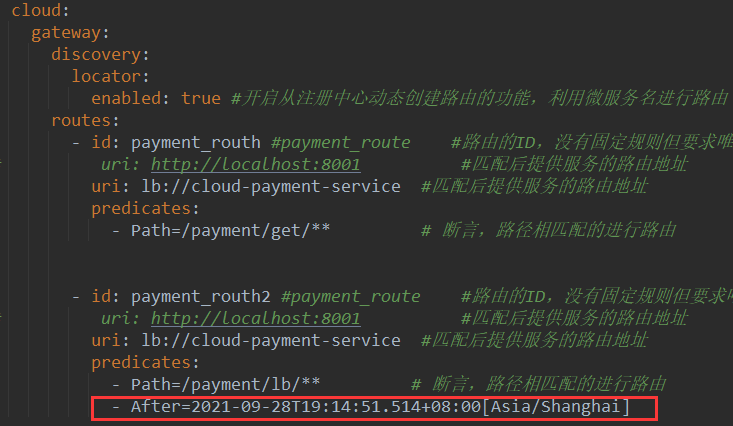 cloud:
gateway:
discovery:
locator:
enabled: true #开启从注册中心动态创建路由的功能，利用微服务名进行路由
routes:
- id: payment_routh #payment_route #路由的ID，没有固定规则但要求唯
uri: http://localhost:8001 #匹配后提供服务的路由地址
uri: lb://cloud-payment-service #匹配后提供服务的路由地址
predicates:
- Path=/payment/get/** # 断言，路径相匹配的进行路由
- id: payment_routh2 #payment_route #路由的ID，没有固定规则但要求
uri: http://localhost:8001 #匹配后提供服务的路由地址
uri: lb://cloud-payment-service #匹配后提供服务的路由地址
predicates:
- Path=/payment/lb/** # 断言，路径相匹配的进行路由
- After=2021-09-28T19:14:51.514+08:00[Asia/Shanghai]